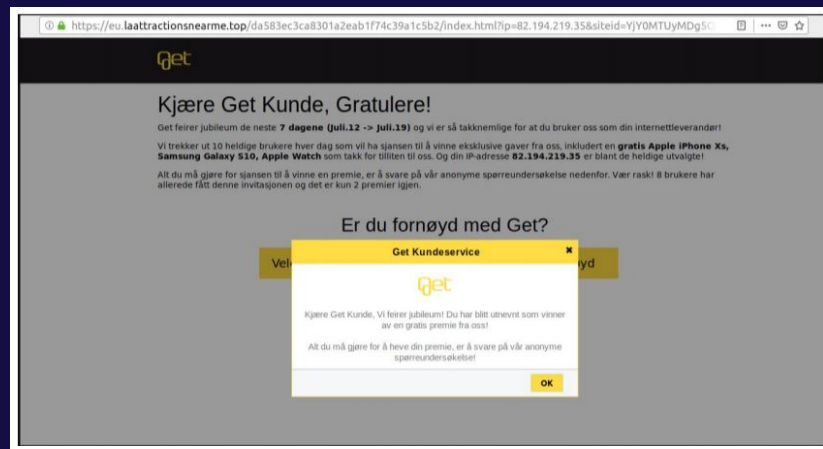 https://eu.laattractionsnearme.top/da583ec3ca8301a2eab1f74c39a1c5b2/index.html?ip=82.194.219.35&siteid=YjY0MTUyMDg5
Get
Kjære Get Kunde, Gratulere!
Get feirer jubileum de neste 7 dagene (Juli.12 -> Juli.19) og vi er så takknemlige for at du bruker oss som din internettleverandør!
Vi trekker ut 10 heldige brukere hver dag som vil ha sjansen til å vinne eksklusive gaver fra oss, inkludert en gratis Apple iPhone Xs,
Samsung Galaxy S10, Apple Watch som takk for tilliten til oss. Og din IP-adresse 82.194.219.35 er blant de heldige utvalgte!
Alt du må gjøre for sjansen til å vinne en premie, er å svare på vår anonyme spørreundersøkelse nedenfor. Vær rask! 8 brukere har
allerede fått denne invitasjonen og det er kun 2 premier igjen.
Er du fornøyd med Get?
Get Kundeservice
Get
Kjære Get Kunde, Vi feirer jubileum! Du har blitt utnevnt som vinner
av en gratis premie fra oss!
Alt du må gjøre for å heve din premie, er å svare på vår anonyme
spørreundersøkelse!
OK